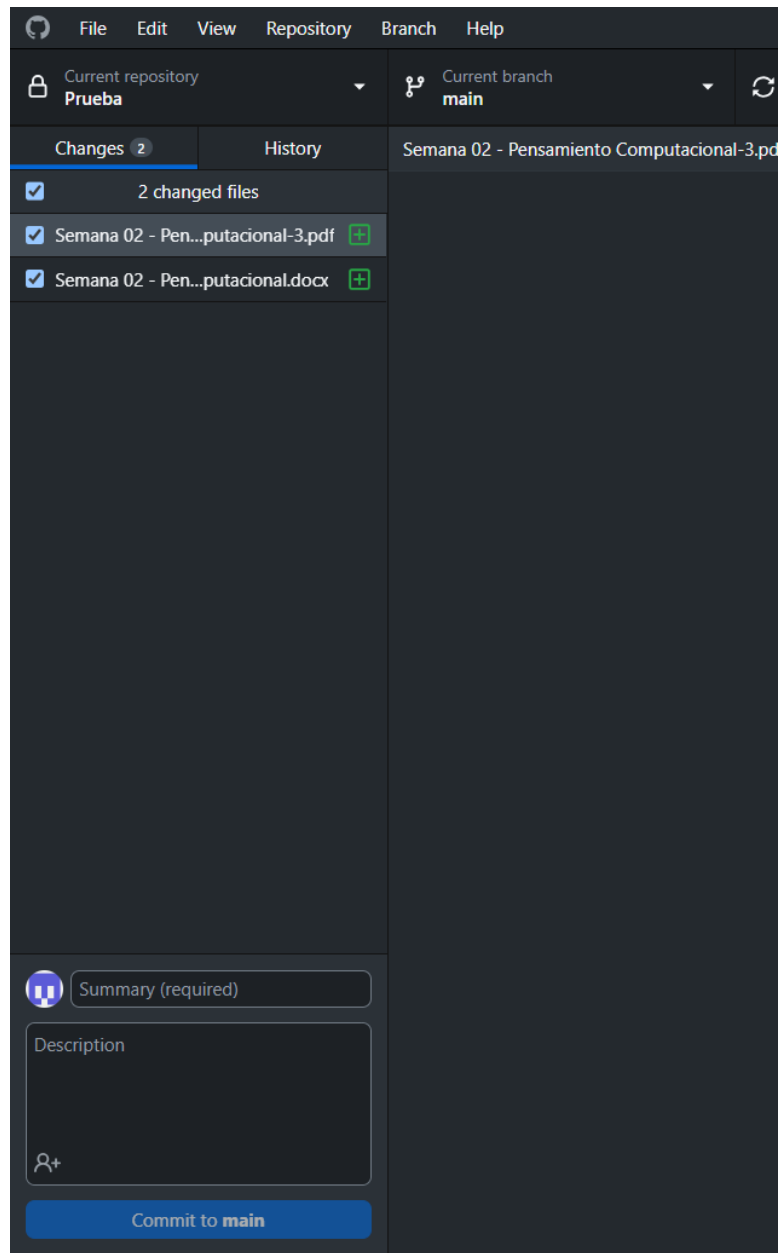 File Edit View Repository Branch Help
Current repository
Prueba
Current branch
main
Changes 2 History
Semana 02 - Pensamiento Computacional-3.pd
2 changed files
Semana 02 - Pen...putacional-3.pdf
Semana 02 - Pen...putacional.docx
Summary (required)
Description
Commit to main